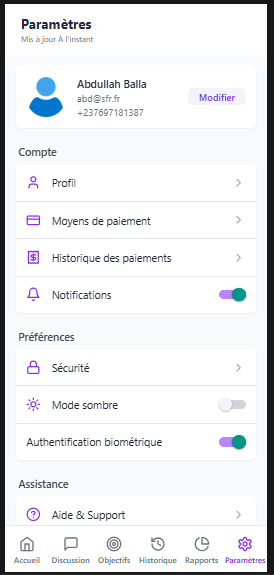 Paramètres
Mis à jour À l'instant
Abdullah Balla
abd@sfr.fr
+237697181387
Modifier
Compte
Profil
Moyens de paiement
Historique des paiements
Notifications
Préférences
Sécurité
Mode sombre
Authentification biométrique
Assistance
Aide & Support
Accueil Discussion Objectifs Historique Rapports Paramètres